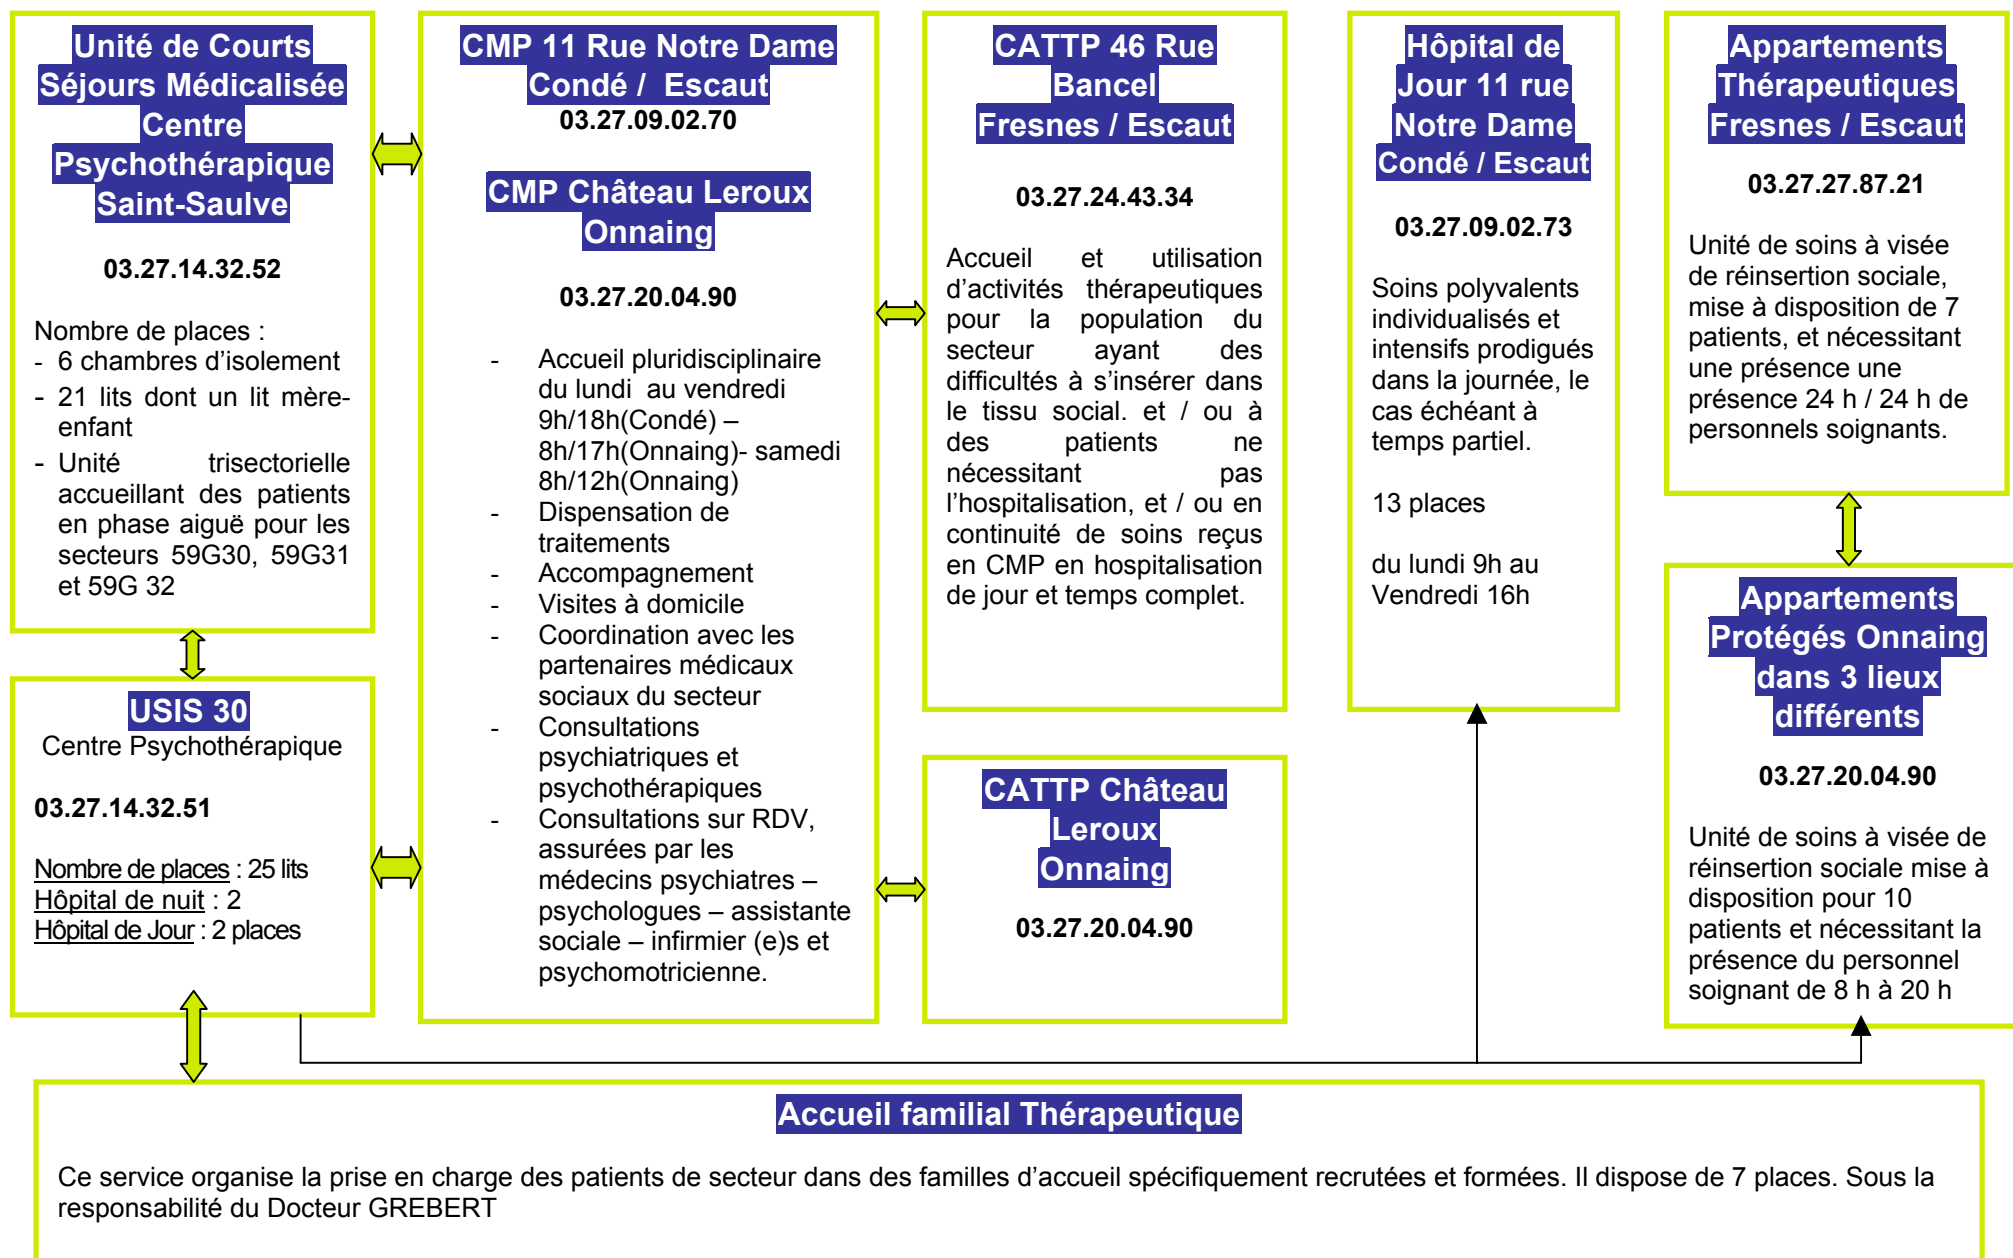 Unité de Courts
Séjours Médicalisée
Centre
Psychothérapique
Saint-Saulve
03.27.14.32.52
Nombre de places :
- 6 chambres d’isolement
- 21 lits dont un lit mère-
enfant
- Unité trisectorielle
accueillant des patients
en phase aiguë pour les
secteurs 59G30, 59G31
et 59G 32
USIS 30
Centre Psychothérapique
03.27.14.32.51
Nombre de places : 25 lits
Hôpital de nuit : 2
Hôpital de Jour : 2 places
CMP 11 Rue Notre Dame
Condé / Escaut
03.27.09.02.70
CMP Château Leroux
Onnaing
03.27.20.04.90
- Accueil pluridisciplinaire
du lundi au vendredi
9h/18h(Condé) –
8h/17h(Onnaing)- samedi
8h/12h(Onnaing)
- Dispensation de
traitements
- Accompagnement
- Visites à domicile
- Coordination avec les
partenaires médicaux
sociaux du secteur
- Consultations
psychiatriques et
psychothérapiques
- Consultations sur RDV,
assurées par les
médecins psychiatres –
psychologues – assistante
sociale – infirmier (e)s et
psychomotricienne.
CATTP 46 Rue
Bancel
Fresnes / Escaut
03.27.24.43.34
Accueil et utilisation
d’activités thérapeutiques
pour la population du
secteur ayant des
difficultés à s’insérer dans
le tissu social. et / ou à
des patients ne
nécessitant pas
l’hospitalisation, et / ou en
continuité de soins reçus
en CMP en hospitalisation
de jour et temps complet.
CATTP Château
Leroux
Onnaing
03.27.20.04.90
Hôpital de
Jour 11 rue
Notre Dame
Condé / Escaut
03.27.09.02.73
Soins polyvalents
individualisés et
intensifs prodigués
dans la journée, le
cas échéant à
temps partiel.
13 places
du lundi 9h au
Vendredi 16h
Appartements
Thérapeutiques
Fresnes / Escaut
03.27.27.87.21
Unité de soins à visée
de réinsertion sociale,
mise à disposition de 7
patients, et nécessitant
une présence une
présence 24 h / 24 h de
personnels soignants.
Appartements
Protégés Onnaing
dans 3 lieux
différents
03.27.20.04.90
Unité de soins à visée de
réinsertion sociale mise à
disposition pour 10
patients et nécessitant la
présence du personnel
soignant de 8 h à 20 h
Accueil familial Thérapeutique
Ce service organise la prise en charge des patients de secteur dans des familles d’accueil spécifiquement recrutées et formées. Il dispose de 7 places. Sous la
responsabilité du Docteur GREBERT